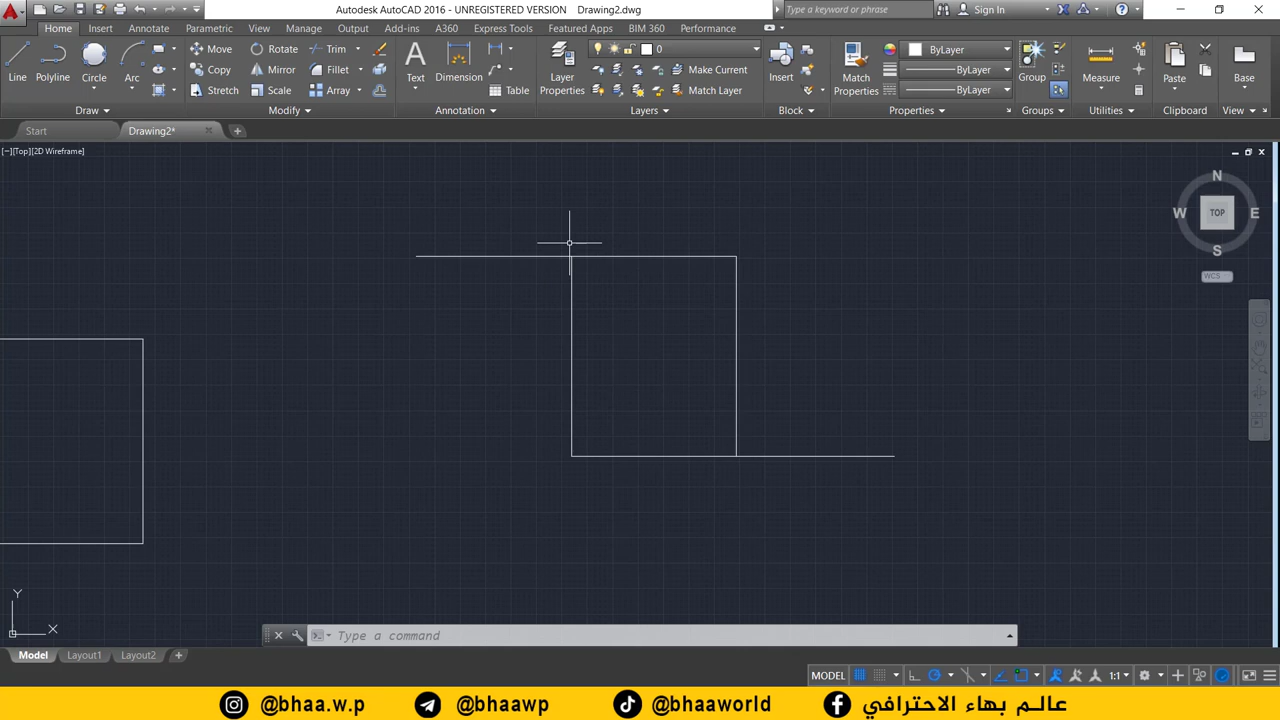 Autodesk AutoCAD 2016 - UNREGISTERED VERSION Drawing2.dwg
Type a keyword or phrase
Sign In
Home Insert Annotate Parametric View Manage Output Add-ins A360 Express Tools Featured Apps BIM 360 Performance
Line
Polyline
Circle
Arc
Move
Rotate
Trim
Copy
Mirror
Fillet
Stretch
Scale
Array
Text
Dimension
Table
Layer
Properties
0
Make Current
Match Layer
Insert
Match
Properties
ByLayer
ByLayer
ByLayer
Group
Measure
Paste
Base
Draw Modify Annotation Layers Block Properties Groups Utilities Clipboard View
Start Drawing2*
[−][Top][2D Wireframe]
N
W TOP E
S
WCS
Y
X
Type a command
Model Layout1 Layout2
MODEL 1:1
@bhaa.w.p @bhaawp @bhaaworld عالم بهاء الاحترافي